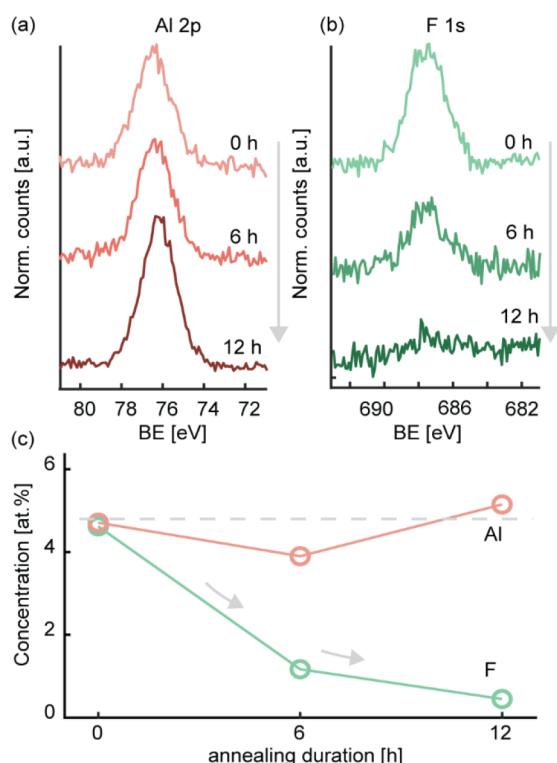 (a) Al 2p
Norm. counts [a.u.]
0 h
6 h
12 h
80 78 76 74 72
BE [eV]
(b) F 1s
Norm. counts [a.u.]
0 h
6 h
12 h
690 686 682
BE [eV]
(c)
Concentration [at.%]
6
4
2
0
Al
F
0 6 12
annealing duration [h]